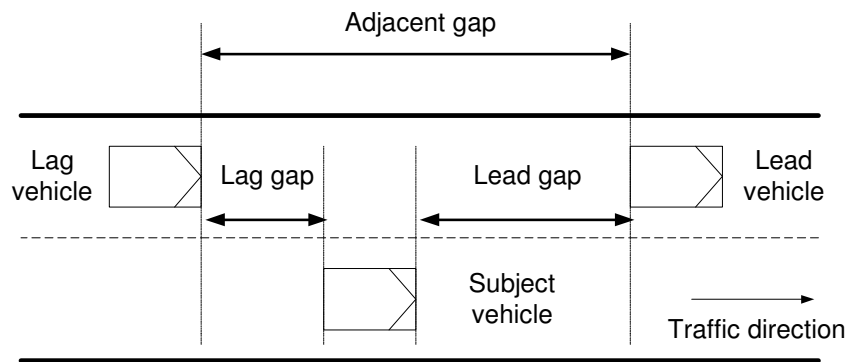 Adjacent gap
Lag
vehicle
Lag gap
Lead gap
Lead
vehicle
Subject
vehicle
Traffic direction